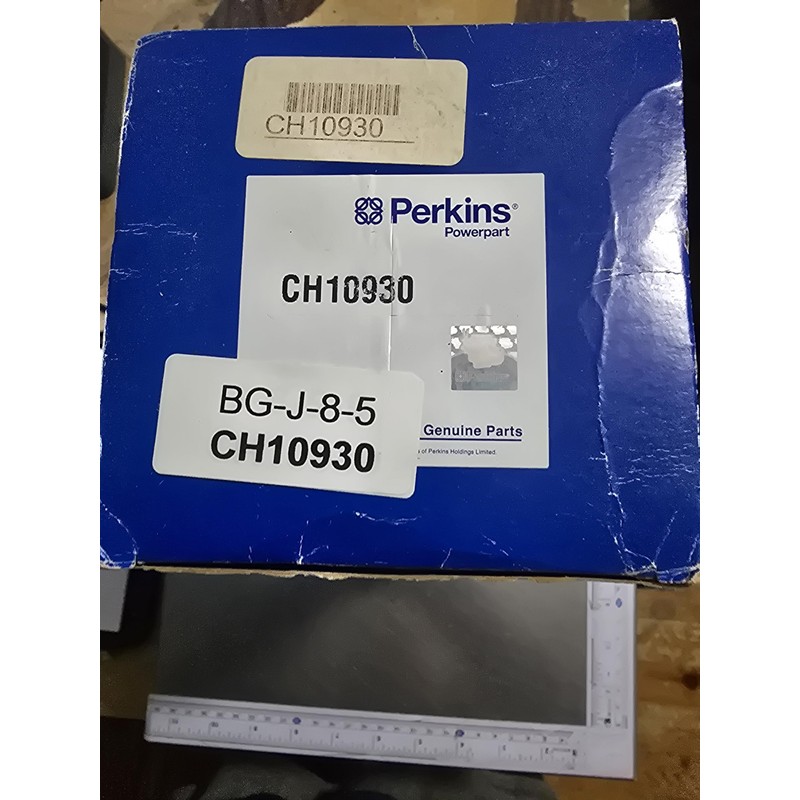 CH10930
Perkins®
Powerpart
CH10930
BG-J-8-5
CH10930
Genuine Parts
of Perkins Holdings Limited.